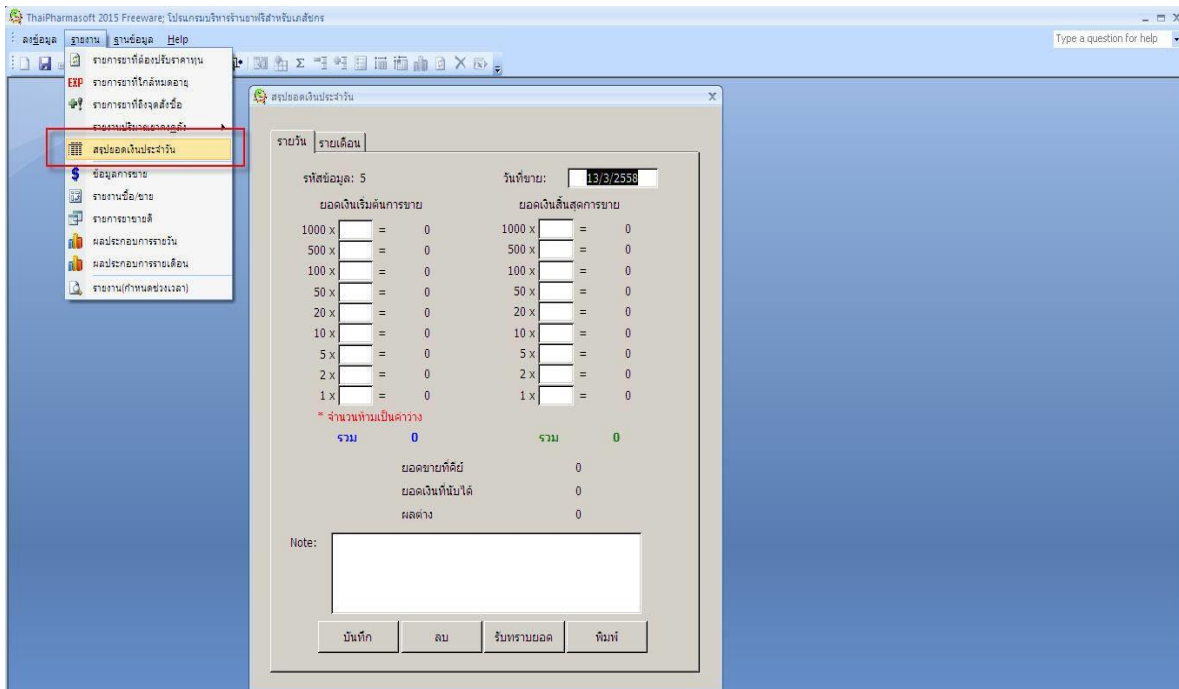 ThaiPharmasoft 2015 Freeware; โปรแกรมบริหารร้านยาฟรีสำหรับเภสัชกร
ลงข้อมูล รายงาน ฐานข้อมูล Help
Type a question for help
รายการยาที่ต้องปรับราคาทุน
EXP รายการยาที่ใกล้หมดอายุ
รายการยาที่ถึงจุดสั่งซื้อ
รายงานปริมาณยาคงคลัง
สรุปยอดเงินประจำวัน
$ ข้อมูลการขาย
รายงานซื้อ/ขาย
รายการยาขายดี
ผลประกอบการรายวัน
ผลประกอบการรายเดือน
รายงาน(กำหนดช่วงเวลา)
สรุปยอดเงินประจำวัน
รายวัน รายเดือน
รหัสข้อมูล: 5 วันที่ขาย: 13/3/2558
ยอดเงินเริ่มต้นการขาย ยอดเงินสิ้นสุดการขาย
1000 x = 0 1000 x = 0
500 x = 0 500 x = 0
100 x = 0 100 x = 0
50 x = 0 50 x = 0
20 x = 0 20 x = 0
10 x = 0 10 x = 0
5 x = 0 5 x = 0
2 x = 0 2 x = 0
1 x = 0 1 x = 0
* จำนวนห้ามเป็นค่าว่าง
รวม 0 รวม 0
ยอดขายที่คีย์ 0
ยอดเงินที่นับได้ 0
ผลต่าง 0
Note:
บันทึก ลบ รับทราบยอด พิมพ์